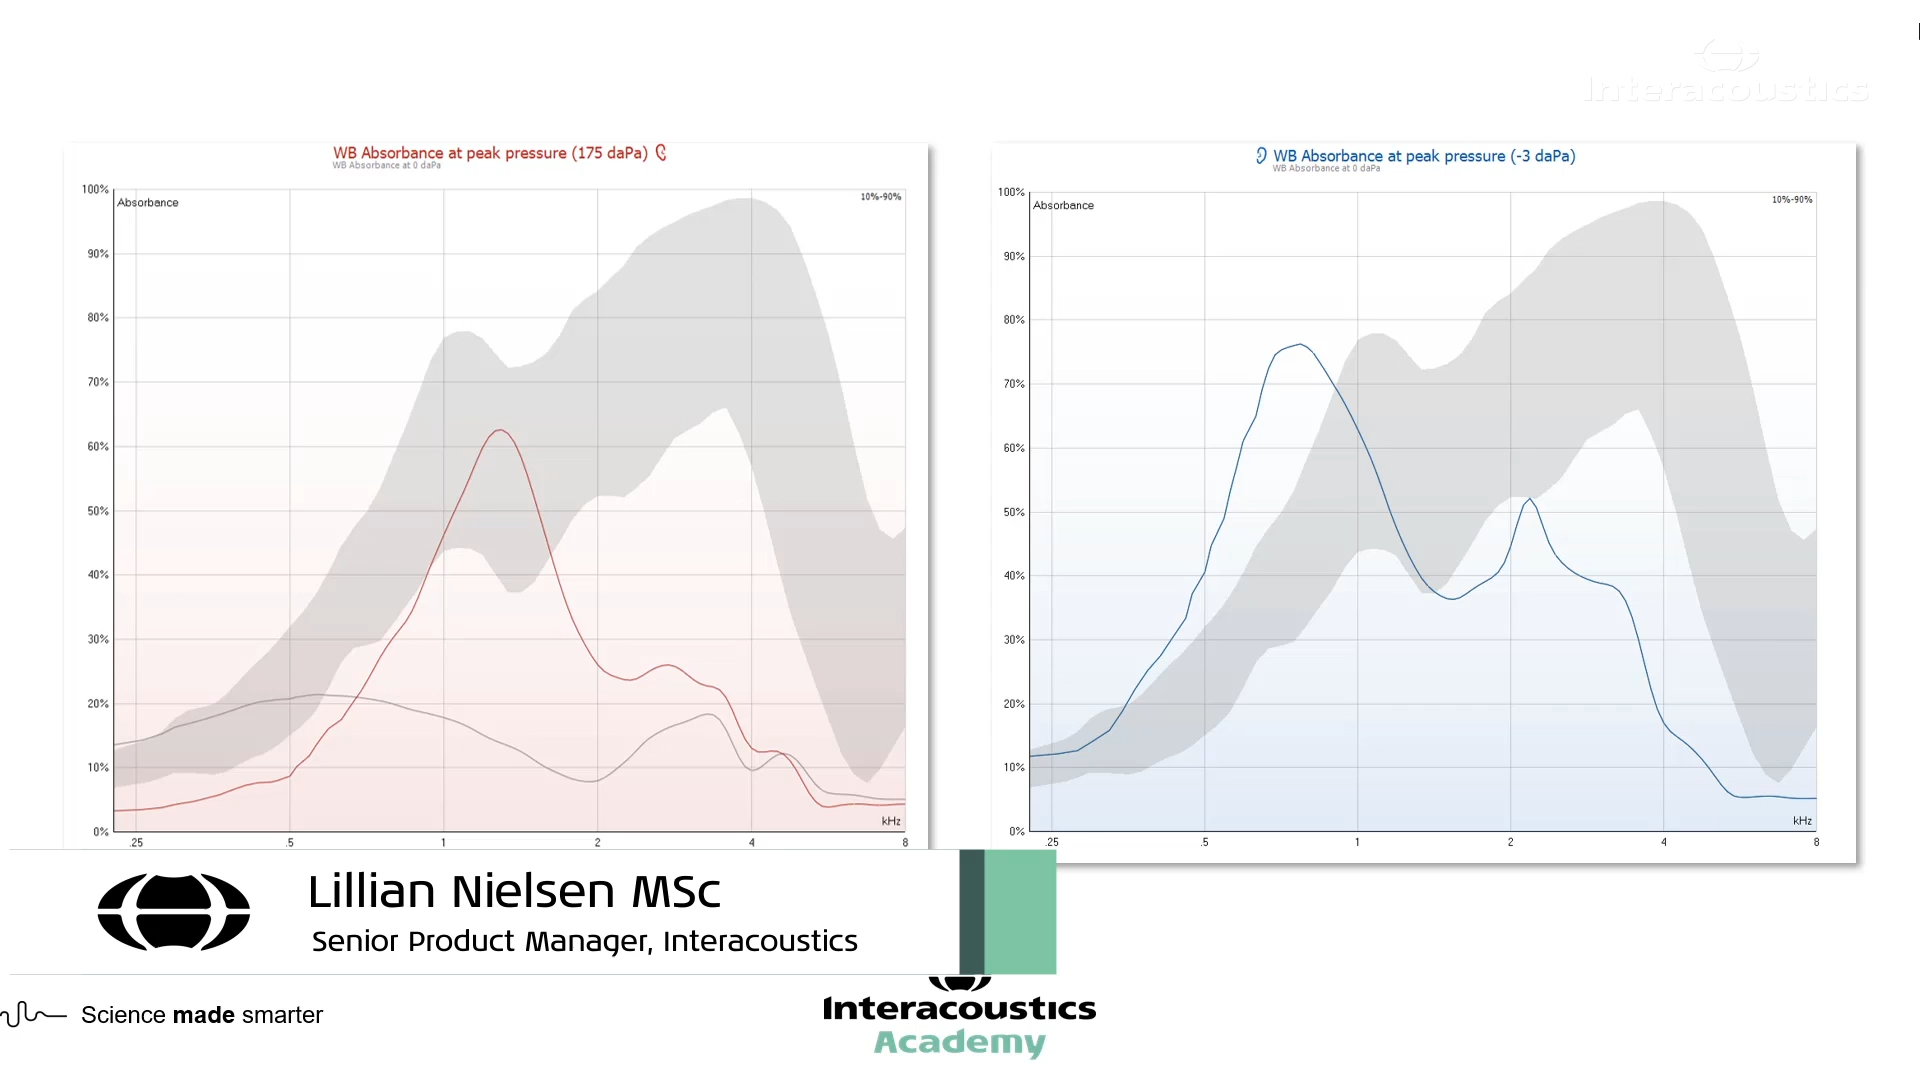 Interacoustics
WB Absorbance at peak pressure (175 daPa)
WB Absorbance at 0 daPa
100%
Absorbance
10%-90%
90%
80%
70%
60%
50%
40%
30%
20%
10%
0%
kHz
.25
.5
1
2
4
8
WB Absorbance at peak pressure (-3 daPa)
WB Absorbance at 0 daPa
100%
Absorbance
10%-90%
90%
80%
70%
60%
50%
40%
30%
20%
10%
0%
kHz
.25
.5
1
2
4
8
Lillian Nielsen MSc
Senior Product Manager, Interacoustics
Science made smarter
Interacoustics
Academy